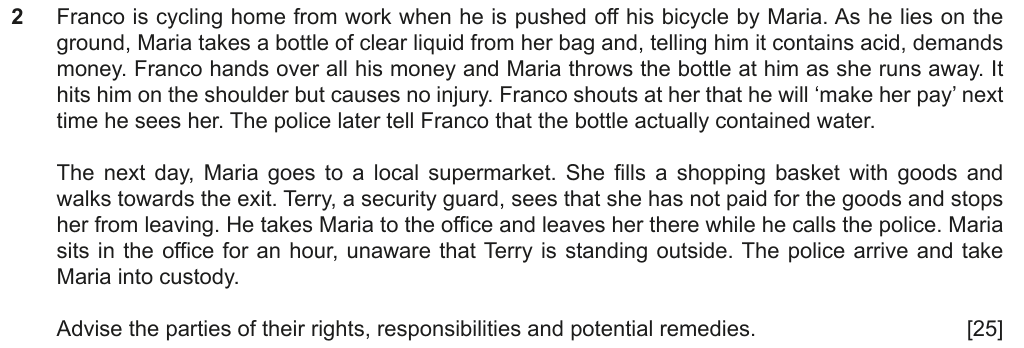 2 Franco is cycling home from work when he is pushed off his bicycle by Maria. As he lies on the
ground, Maria takes a bottle of clear liquid from her bag and, telling him it contains acid, demands
money. Franco hands over all his money and Maria throws the bottle at him as she runs away. It
hits him on the shoulder but causes no injury. Franco shouts at her that he will ‘make her pay’ next
time he sees her. The police later tell Franco that the bottle actually contained water.
The next day, Maria goes to a local supermarket. She fills a shopping basket with goods and
walks towards the exit. Terry, a security guard, sees that she has not paid for the goods and stops
her from leaving. He takes Maria to the office and leaves her there while he calls the police. Maria
sits in the office for an hour, unaware that Terry is standing outside. The police arrive and take
Maria into custody.
Advise the parties of their rights, responsibilities and potential remedies. [25]